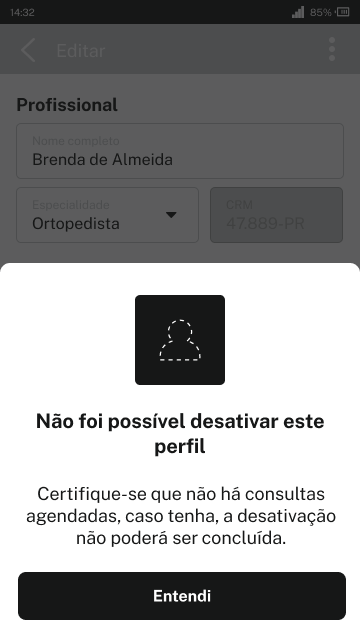 14:32
85%
Editar
Profissional
Nome completo
Brenda de Almeida
Especialidade
CRM
Ortopedista
47.889-PR
Não foi possível desativar este
perfil
Certifique-se que não há consultas
agendadas, caso tenha, a desativação
não poderá ser concluída.
Entendi